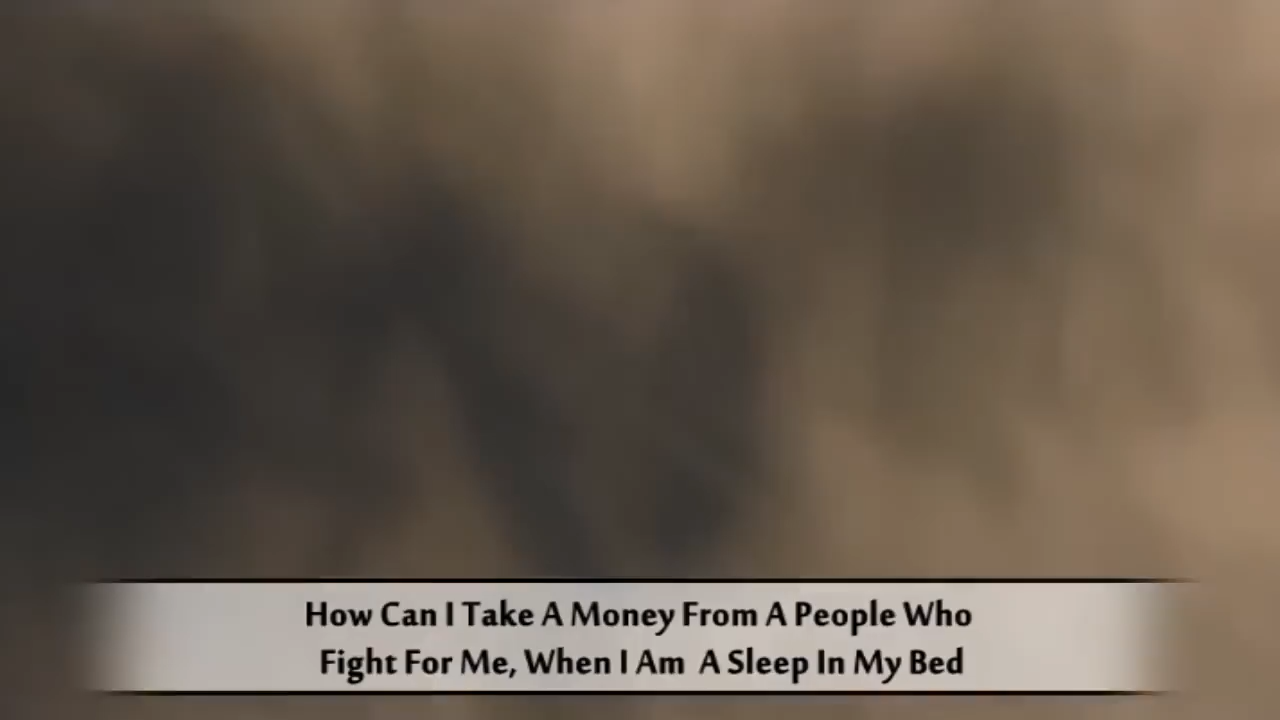 How Can I Take A Money From A People Who
Fight For Me, When I Am A Sleep In My Bed